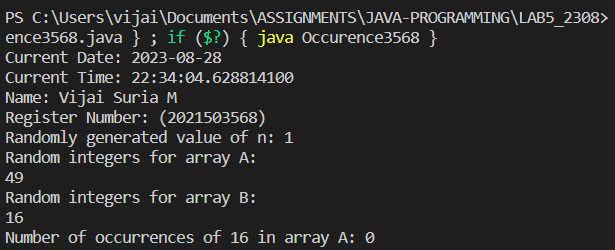 PS C:\Users\vijai\Documents\ASSIGNMENTS\JAVA-PROGRAMMING\LAB5_2308>
ence3568.java } ; if ($?) { java Occurence3568 }
Current Date: 2023-08-28
Current Time: 22:34:04.628814100
Name: Vijai Suria M
Register Number: (2021503568)
Randomly generated value of n: 1
Random integers for array A:
49
Random integers for array B:
16
Number of occurrences of 16 in array A: 0